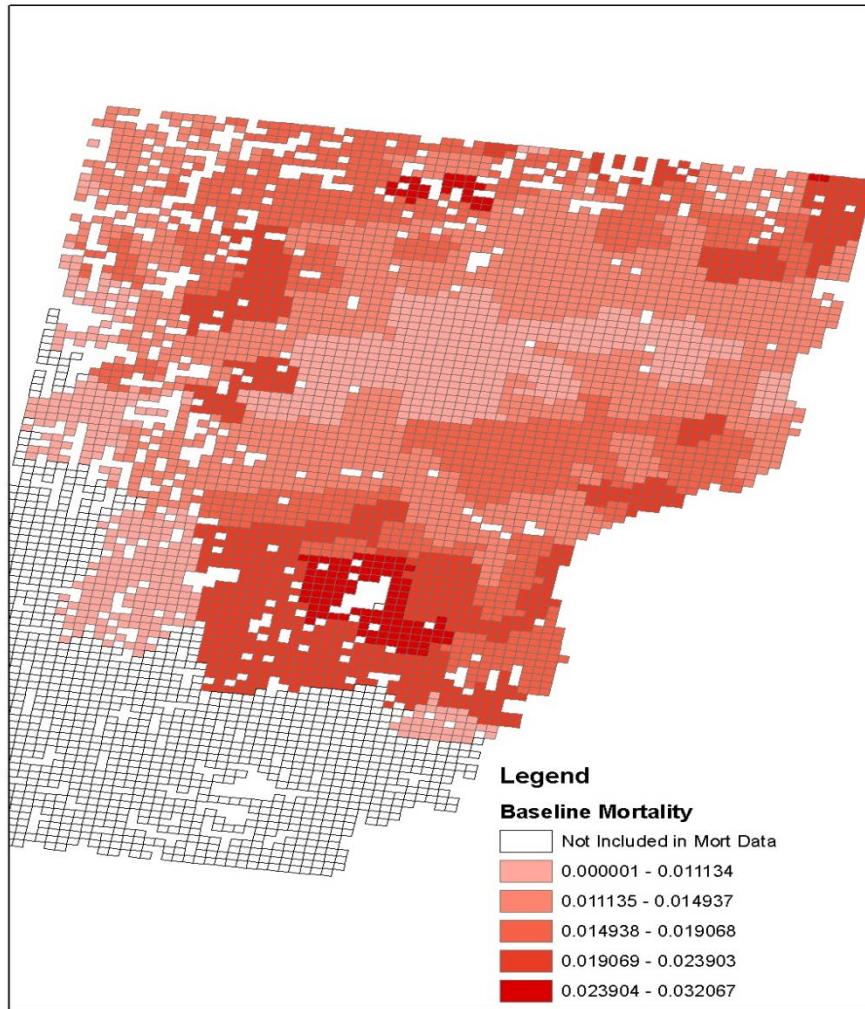 Legend
Baseline Mortality
Not Included in Mort Data
0.000001 - 0.011134
0.011135 - 0.014937
0.014938 - 0.019068
0.019069 - 0.023903
0.023904 - 0.032067